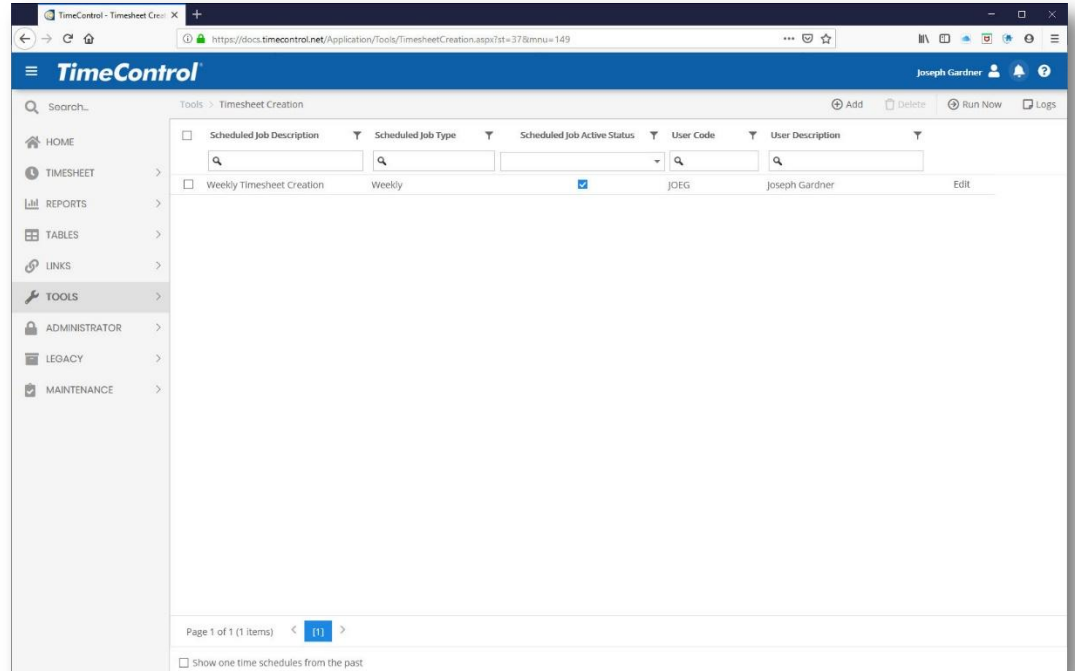 TimeControl - Timesheet Creat
https://docs.timecontrol.net/Application/Tools/TimesheetCreation.aspx?st=37&mnu=149
TimeControl
Joseph Gardner
Search...
Tools > Timesheet Creation
Add
Delete
Run Now
Logs
HOME
TIMESHEET
REPORTS
TABLES
LINKS
TOOLS
ADMINISTRATOR
LEGACY
MAINTENANCE
Scheduled Job Description
Scheduled Job Type
Scheduled Job Active Status
User Code
User Description
Weekly Timesheet Creation
Weekly
JOEG
Joseph Gardner
Edit
Page 1 of 1 (1 items)
[1]
Show one time schedules from the past